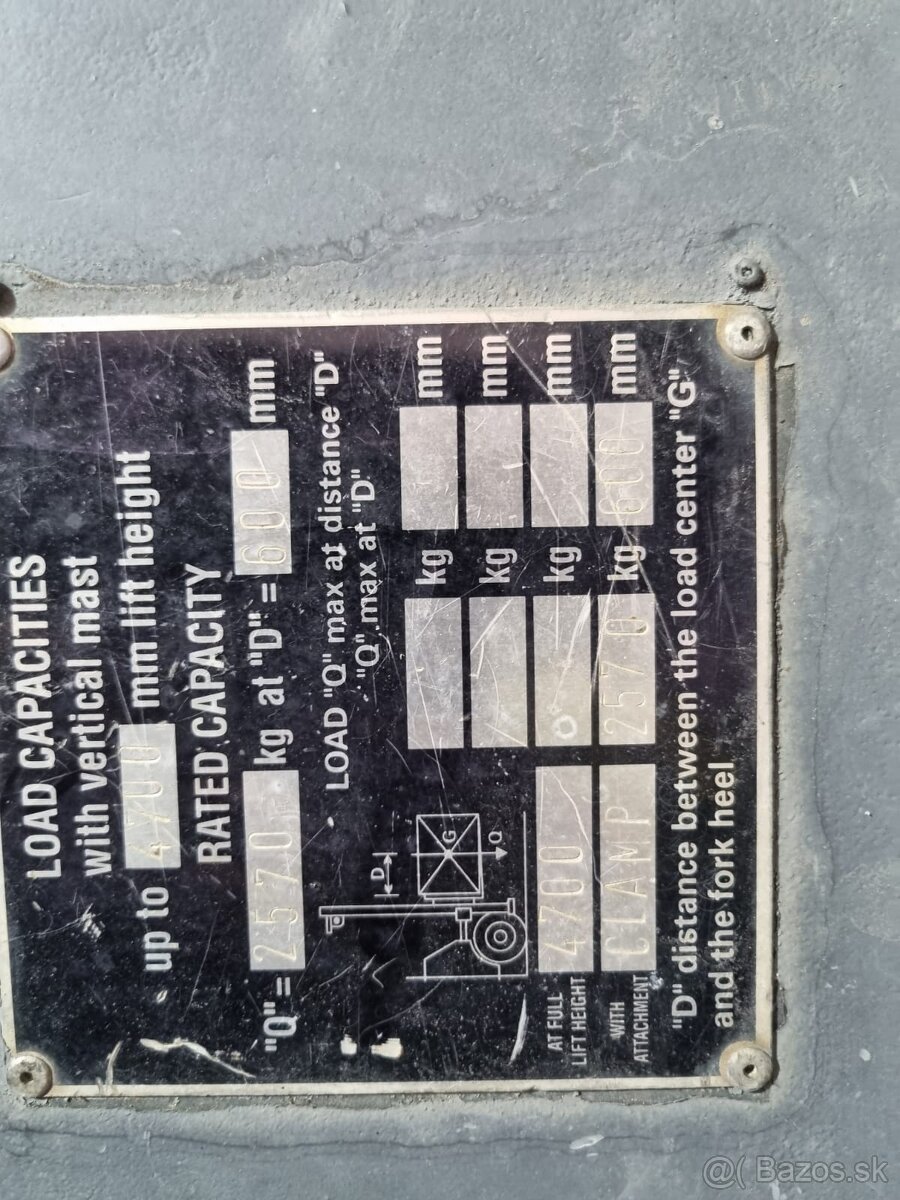 LOAD CAPACITIES
with vertical mast
up to 4700 mm lift height
RATED CAPACITY
"Q" = 2570 kg at "D" = 600 mm
LOAD "Q" max at distance "D"
"Q" max at "D"
D
G
Q
kg mm
kg mm
AT FULL LIFT HEIGHT 4700 kg mm
WITH ATTACHMENT CLAMP 2570 kg 600 mm
"D" distance between the load center "G"
and the fork heel
@( Bazos.sk